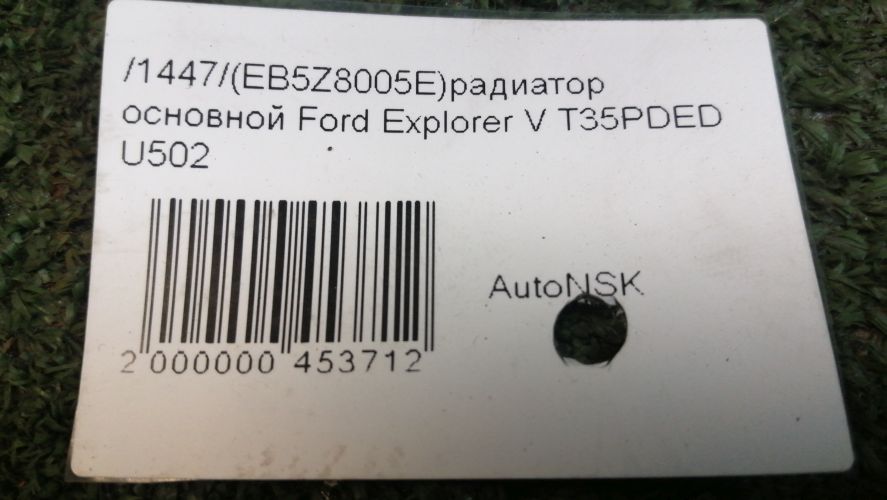 /1447/(EB5Z8005E)радиатор
основной Ford Explorer V T35PDED
U502
AutoNSK
2 000000 453712